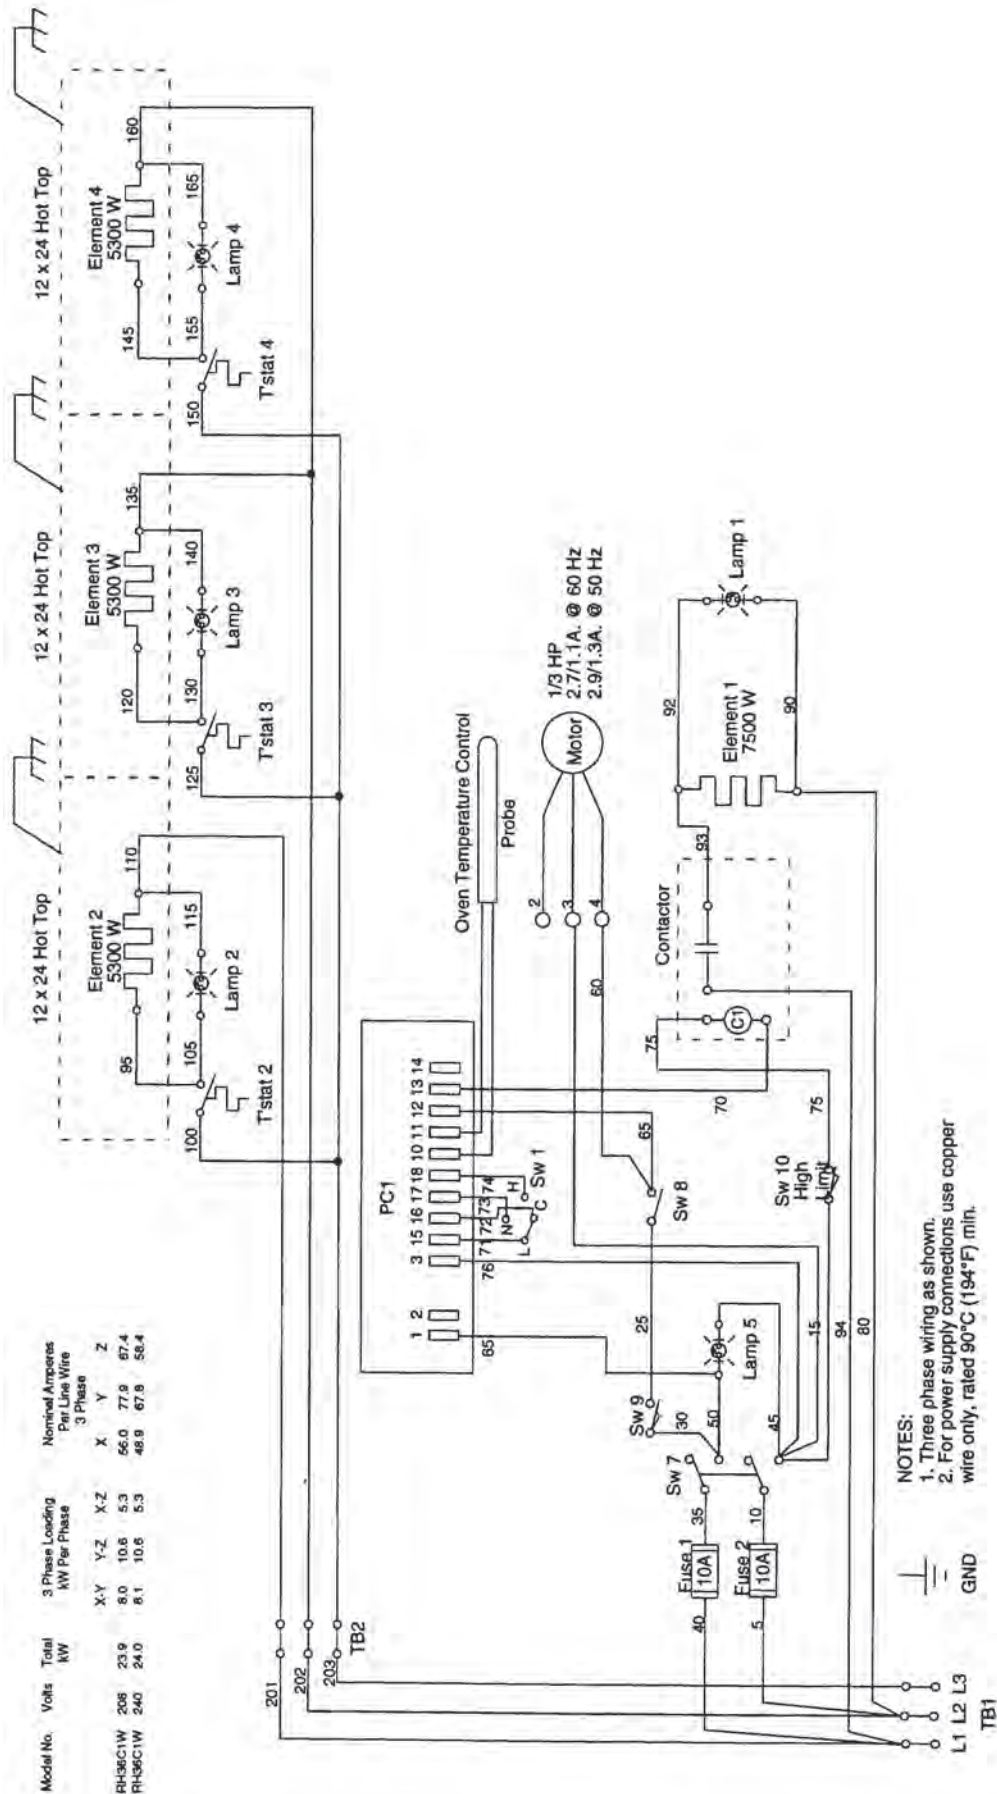 Model No. Volts Total kW 3 Phase Loading kW Per Phase Nominal Amperes Per Line Wire 3 Phase
X-Y Y-Z X-Z X Y Z
RH36C1W 208 23.9 8.0 10.6 5.3 56.0 77.9 67.4
RH36C1W 240 24.0 8.1 10.6 5.3 48.9 67.8 58.4
12 x 24 Hot Top
12 x 24 Hot Top
12 x 24 Hot Top
Element 2
5300 W
95
110
115
105
Lamp 2
100
T'stat 2
Element 3
5300 W
120
135
140
130
Lamp 3
125
T'stat 3
Element 4
5300 W
145
160
165
155
Lamp 4
150
T'stat 4
201
202
203
TB2
PC1
1 2 3 15 16 17 18 10 11 12 13 14
65
76
71 72 73 74
L N C H
Sw 1
Oven Temperature Control
Probe
2
3
4
60
Motor
1/3 HP
2.7/1.1A. @ 60 Hz
2.9/1.3A. @ 50 Hz
65
Sw 8
25
Sw 9
30
50
Lamp 5
45
Sw 7
35
10
Fuse 1
10A
Fuse 2
10A
40
5
70
75
75
Contactor
C1
93
92
Element 1
7500 W
90
Lamp 1
Sw 10
High
Limit
15
94
80
L1 L2 L3
TB1
GND
NOTES:
1. Three phase wiring as shown.
2. For power supply connections use copper
wire only, rated 90°C (194°F) min.